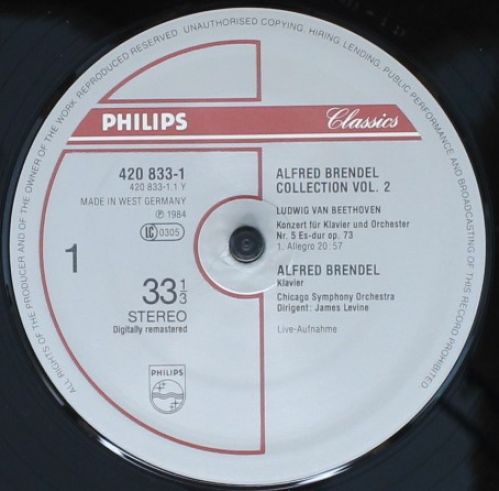 ALL RIGHTS OF THE PRODUCER AND OF THE OWNER OF THE WORK REPRODUCED RESERVED. UNAUTHORISED COPYING, HIRING, LENDING, PUBLIC PERFORMANCE AND BROADCASTING OF THIS RECORD PROHIBITED
PHILIPS Classics
420 833-1
420 833-1.1 Y
MADE IN WEST GERMANY
℗ 1984
LC 0305
1
33 1/3
STEREO
Digitally remastered
PHILIPS
ALFRED BRENDEL
COLLECTION VOL. 2
LUDWIG VAN BEETHOVEN
Konzert für Klavier und Orchester
Nr. 5 Es-dur op. 73
1. Allegro 20:57
ALFRED BRENDEL
Klavier
Chicago Symphony Orchestra
Dirigent: James Levine
Live-Aufnahme